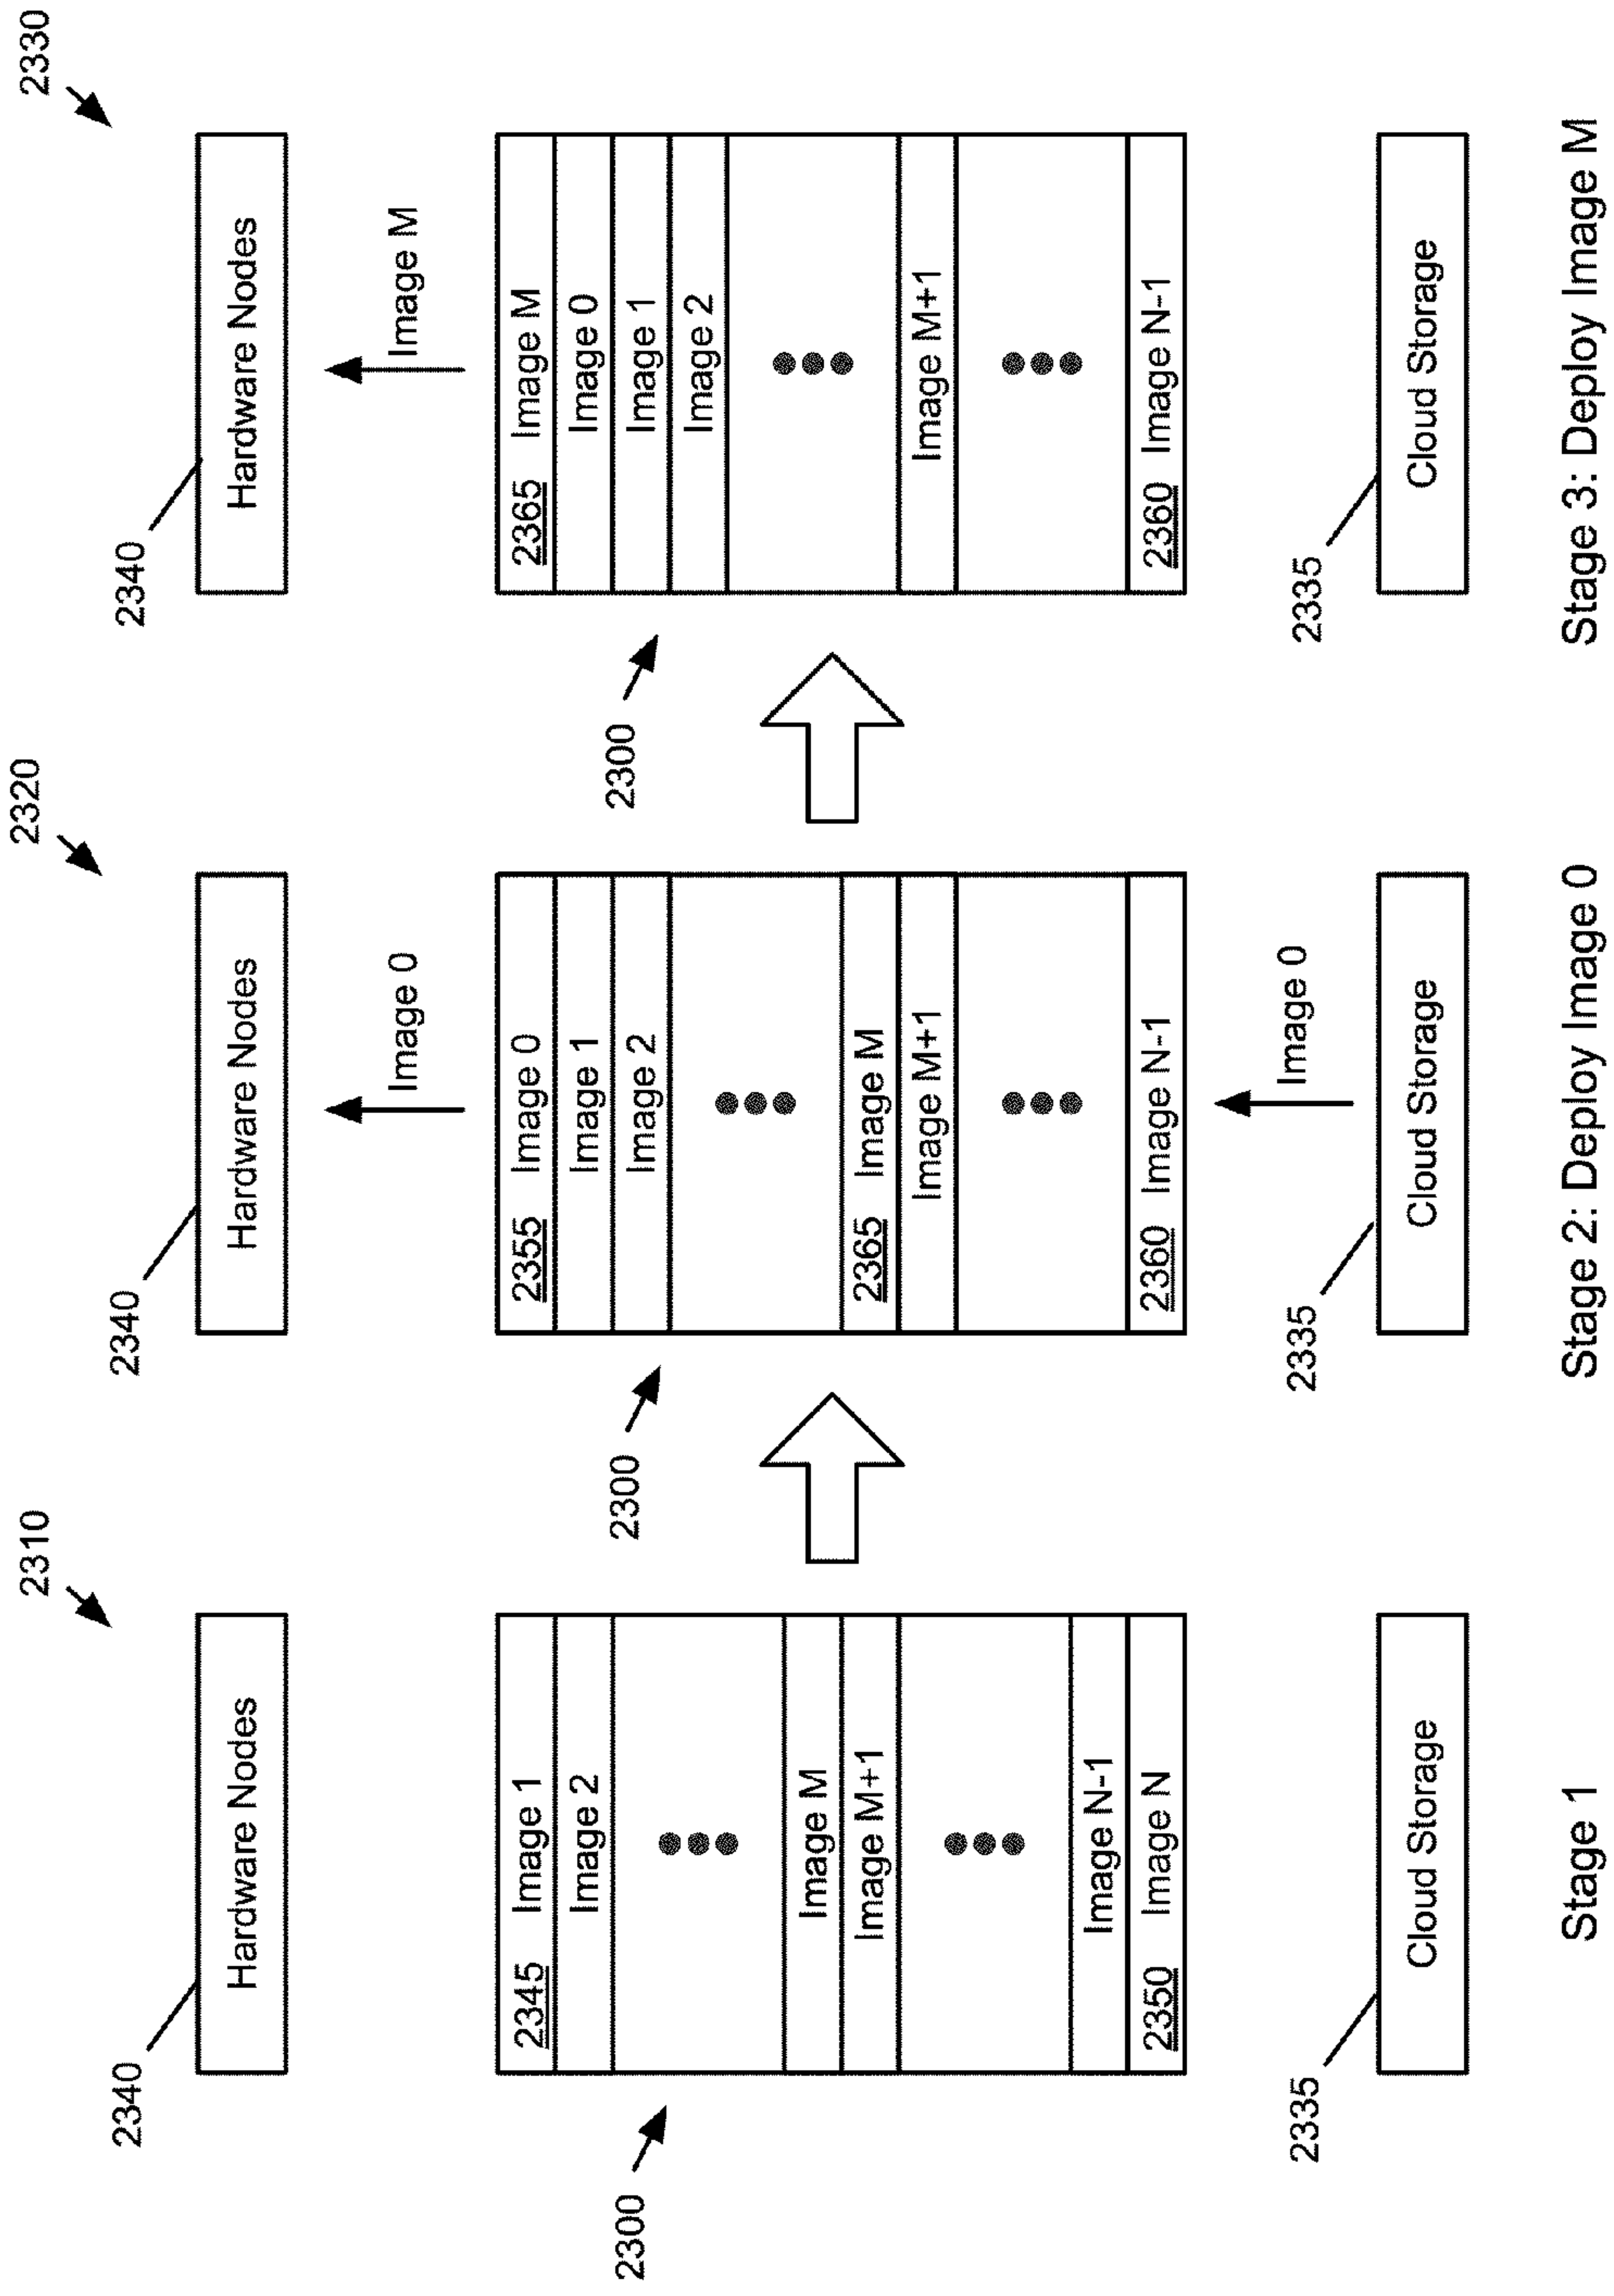 2310
2340
Hardware Nodes
2300
2345 Image 1
Image 2
Image M
Image M+1
Image N-1
2350 Image N
2335
Cloud Storage
Stage 1
2320
2340
Hardware Nodes
Image 0
2300
2355 Image 0
Image 1
Image 2
2365 Image M
Image M+1
2360 Image N-1
Image 0
2335
Cloud Storage
Stage 2: Deploy Image 0
2330
2340
Hardware Nodes
Image M
2300
2365 Image M
Image 0
Image 1
Image 2
Image M+1
2360 Image N-1
2335
Cloud Storage
Stage 3: Deploy Image M